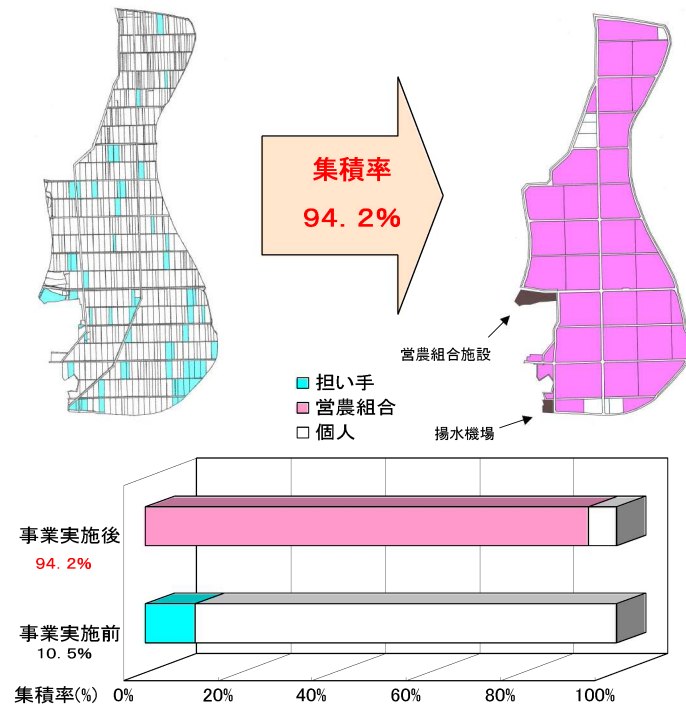 集積率
94.2%
営農組合施設
担い手
営農組合
個人
揚水機場
事業実施後
94.2%
事業実施前
10.5%
集積率(%) 0% 20% 40% 60% 80% 100%